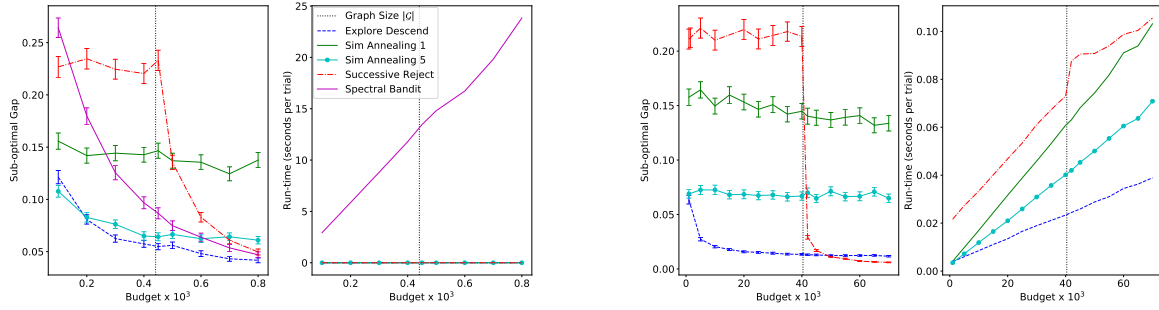 0.25
0.20
0.15
0.10
0.05
Sub-optimal Gap
0.2 0.4 0.6 0.8
Budget x 10³
25
20
15
10
5
0
Run-time (seconds per trial)
Graph Size |𝒢|
Explore Descend
Sim Annealing 1
Sim Annealing 5
Successive Reject
Spectral Bandit
0.2 0.4 0.6 0.8
Budget x 10³
0.20
0.15
0.10
0.05
0.00
Sub-optimal Gap
0 20 40 60
Budget x 10³
0.10
0.08
0.06
0.04
0.02
0.00
Run-time (seconds per trial)
0 20 40 60
Budget x 10³